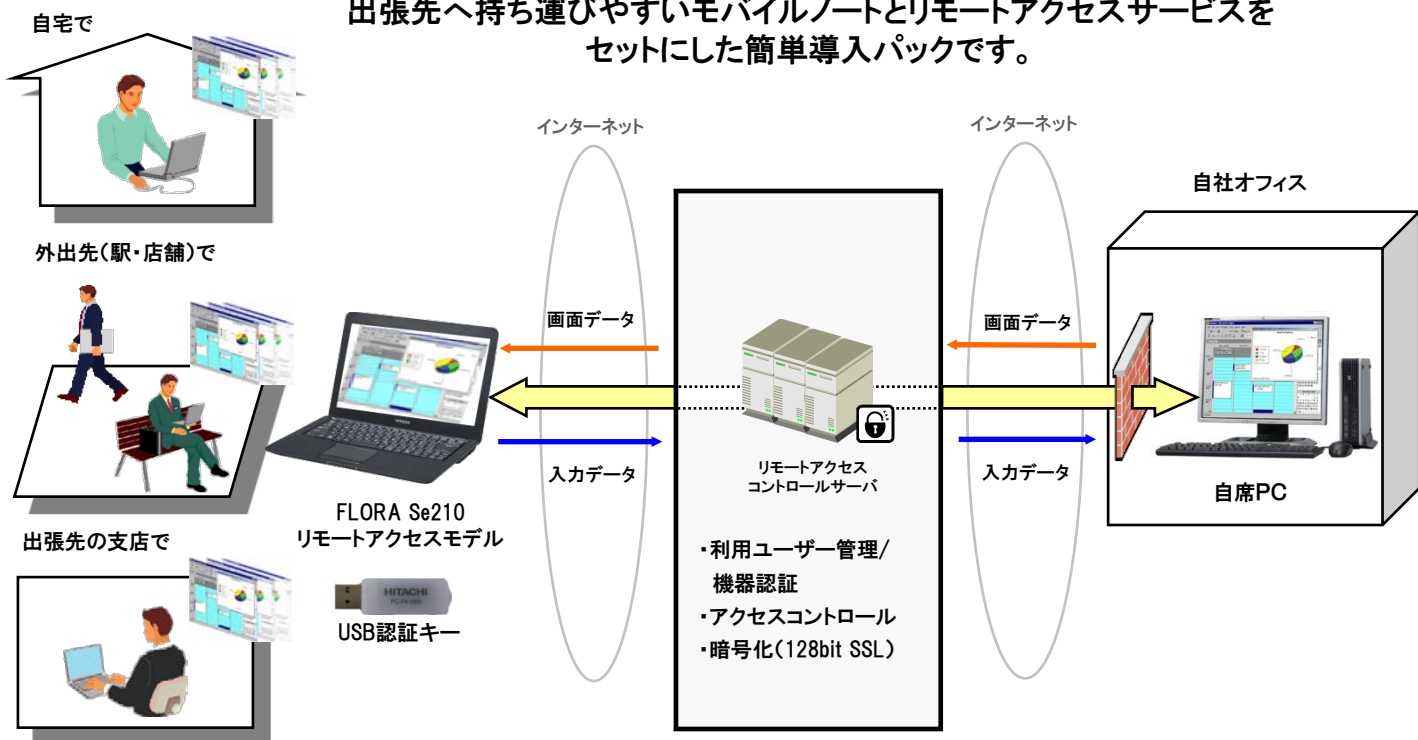 出張先へ持ち運びやすいモバイルノートとリモートアクセスサービスを
セットにした簡単導入パックです。
自宅で
外出先(駅・店舗)で
出張先の支店で
FLORA Se210
リモートアクセスモデル
HITACHI
USB認証キー
インターネット
画面データ
入力データ
リモートアクセス
コントロールサーバ
・利用ユーザー管理/
機器認証
・アクセスコントロール
・暗号化(128bit SSL)
インターネット
画面データ
入力データ
自社オフィス
自席PC